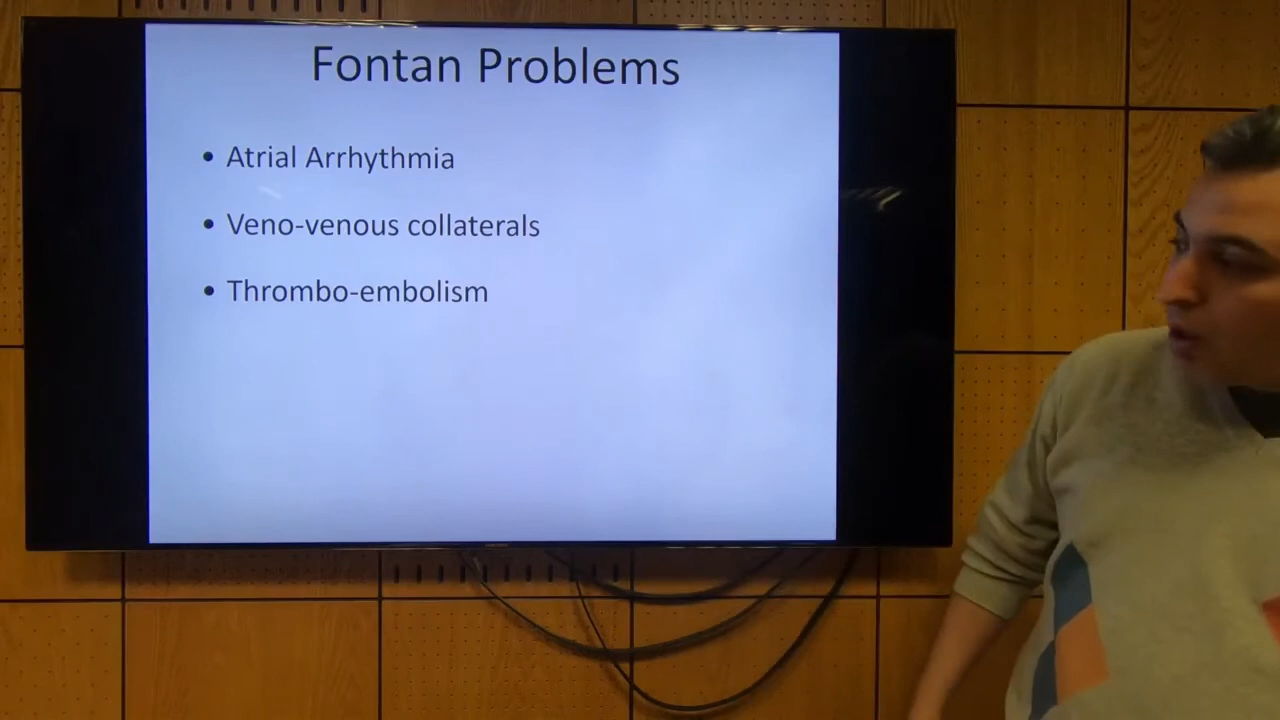 Fontan Problems
• Atrial Arrhythmia
• Veno-venous collaterals
• Thrombo-embolism